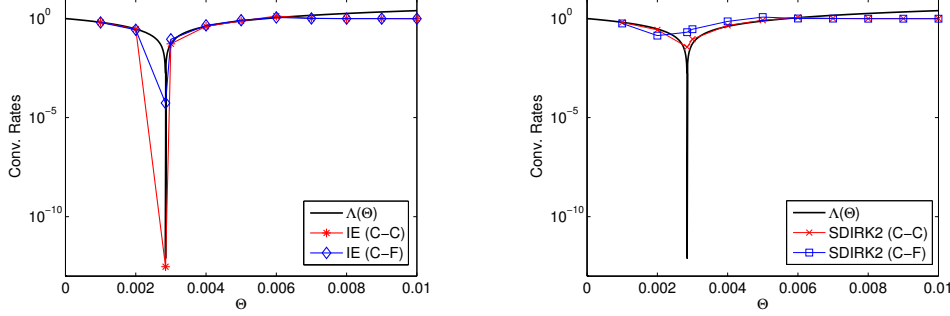 10^0
10^−5
10^−10
Conv. Rates
0 0.002 0.004 0.006 0.008 0.01
Θ
Λ(Θ)
IE (C−C)
IE (C−F)
10^0
10^−5
10^−10
Conv. Rates
0 0.002 0.004 0.006 0.008 0.01
Θ
Λ(Θ)
SDIRK2 (C−C)
SDIRK2 (C−F)